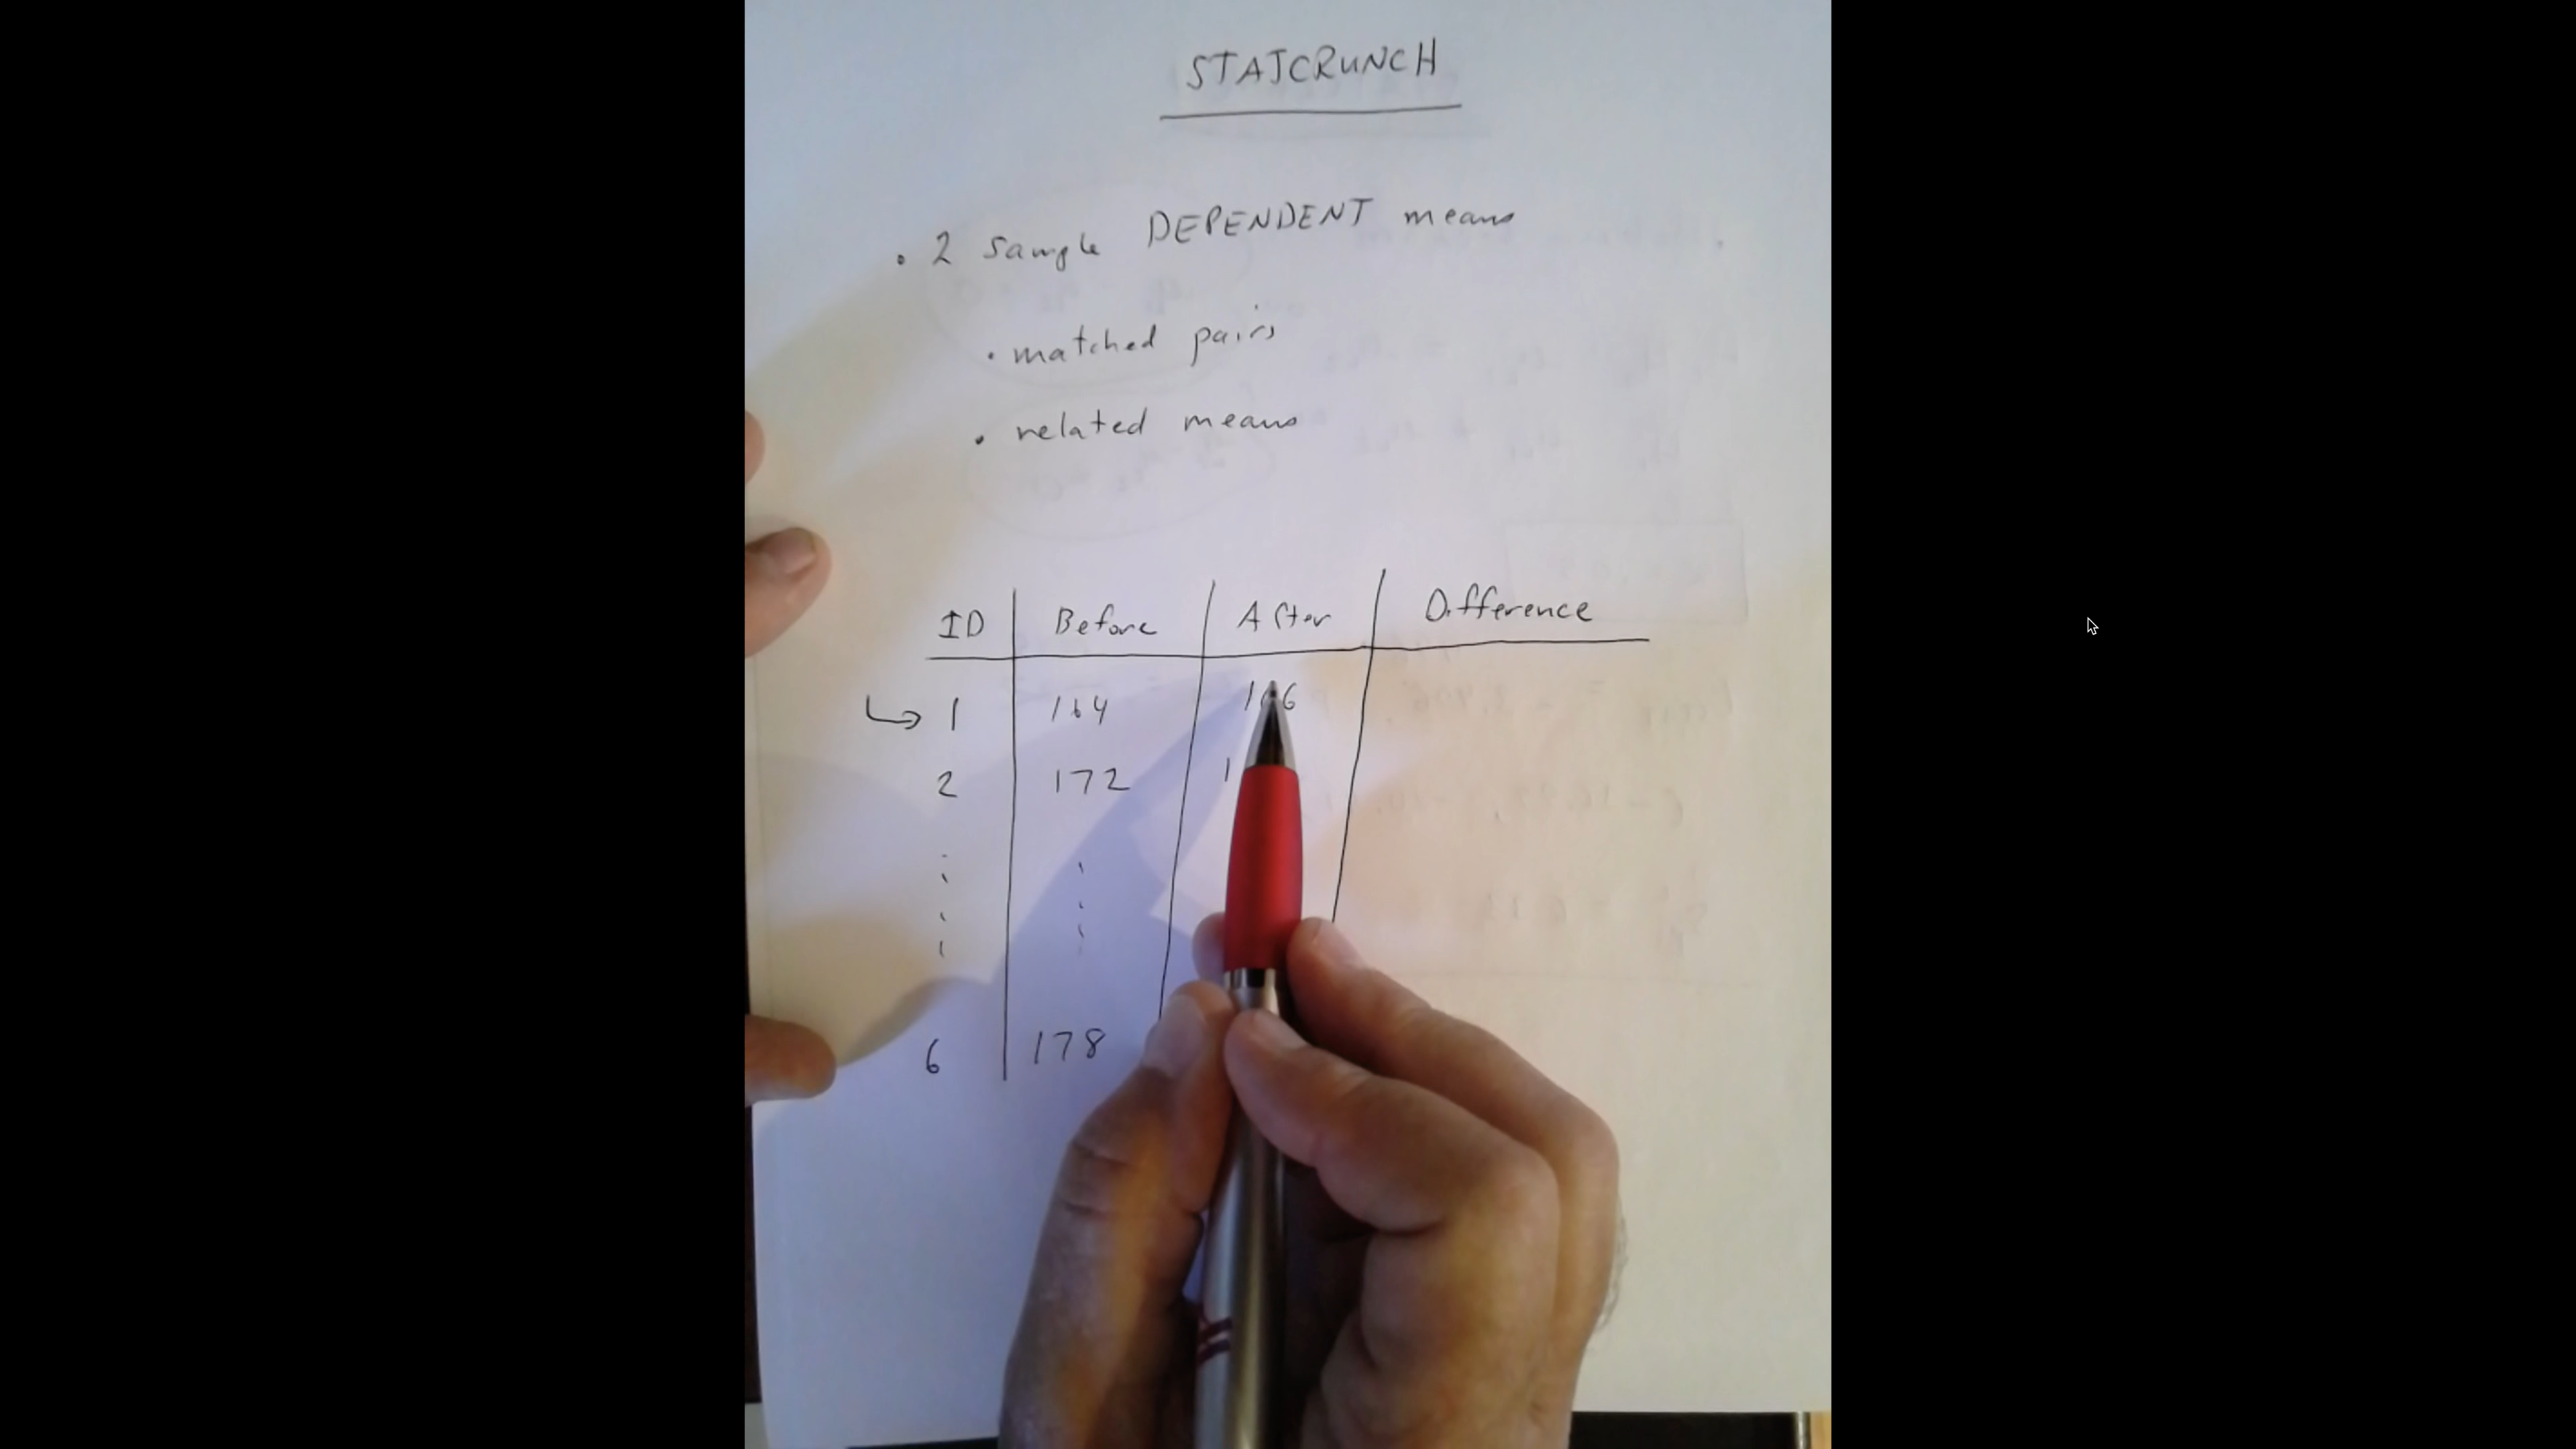 STATCRUNCH
• 2 Sample DEPENDENT means
• matched pairs
• related means
ID Before After Difference
1 164
2 172
6 178